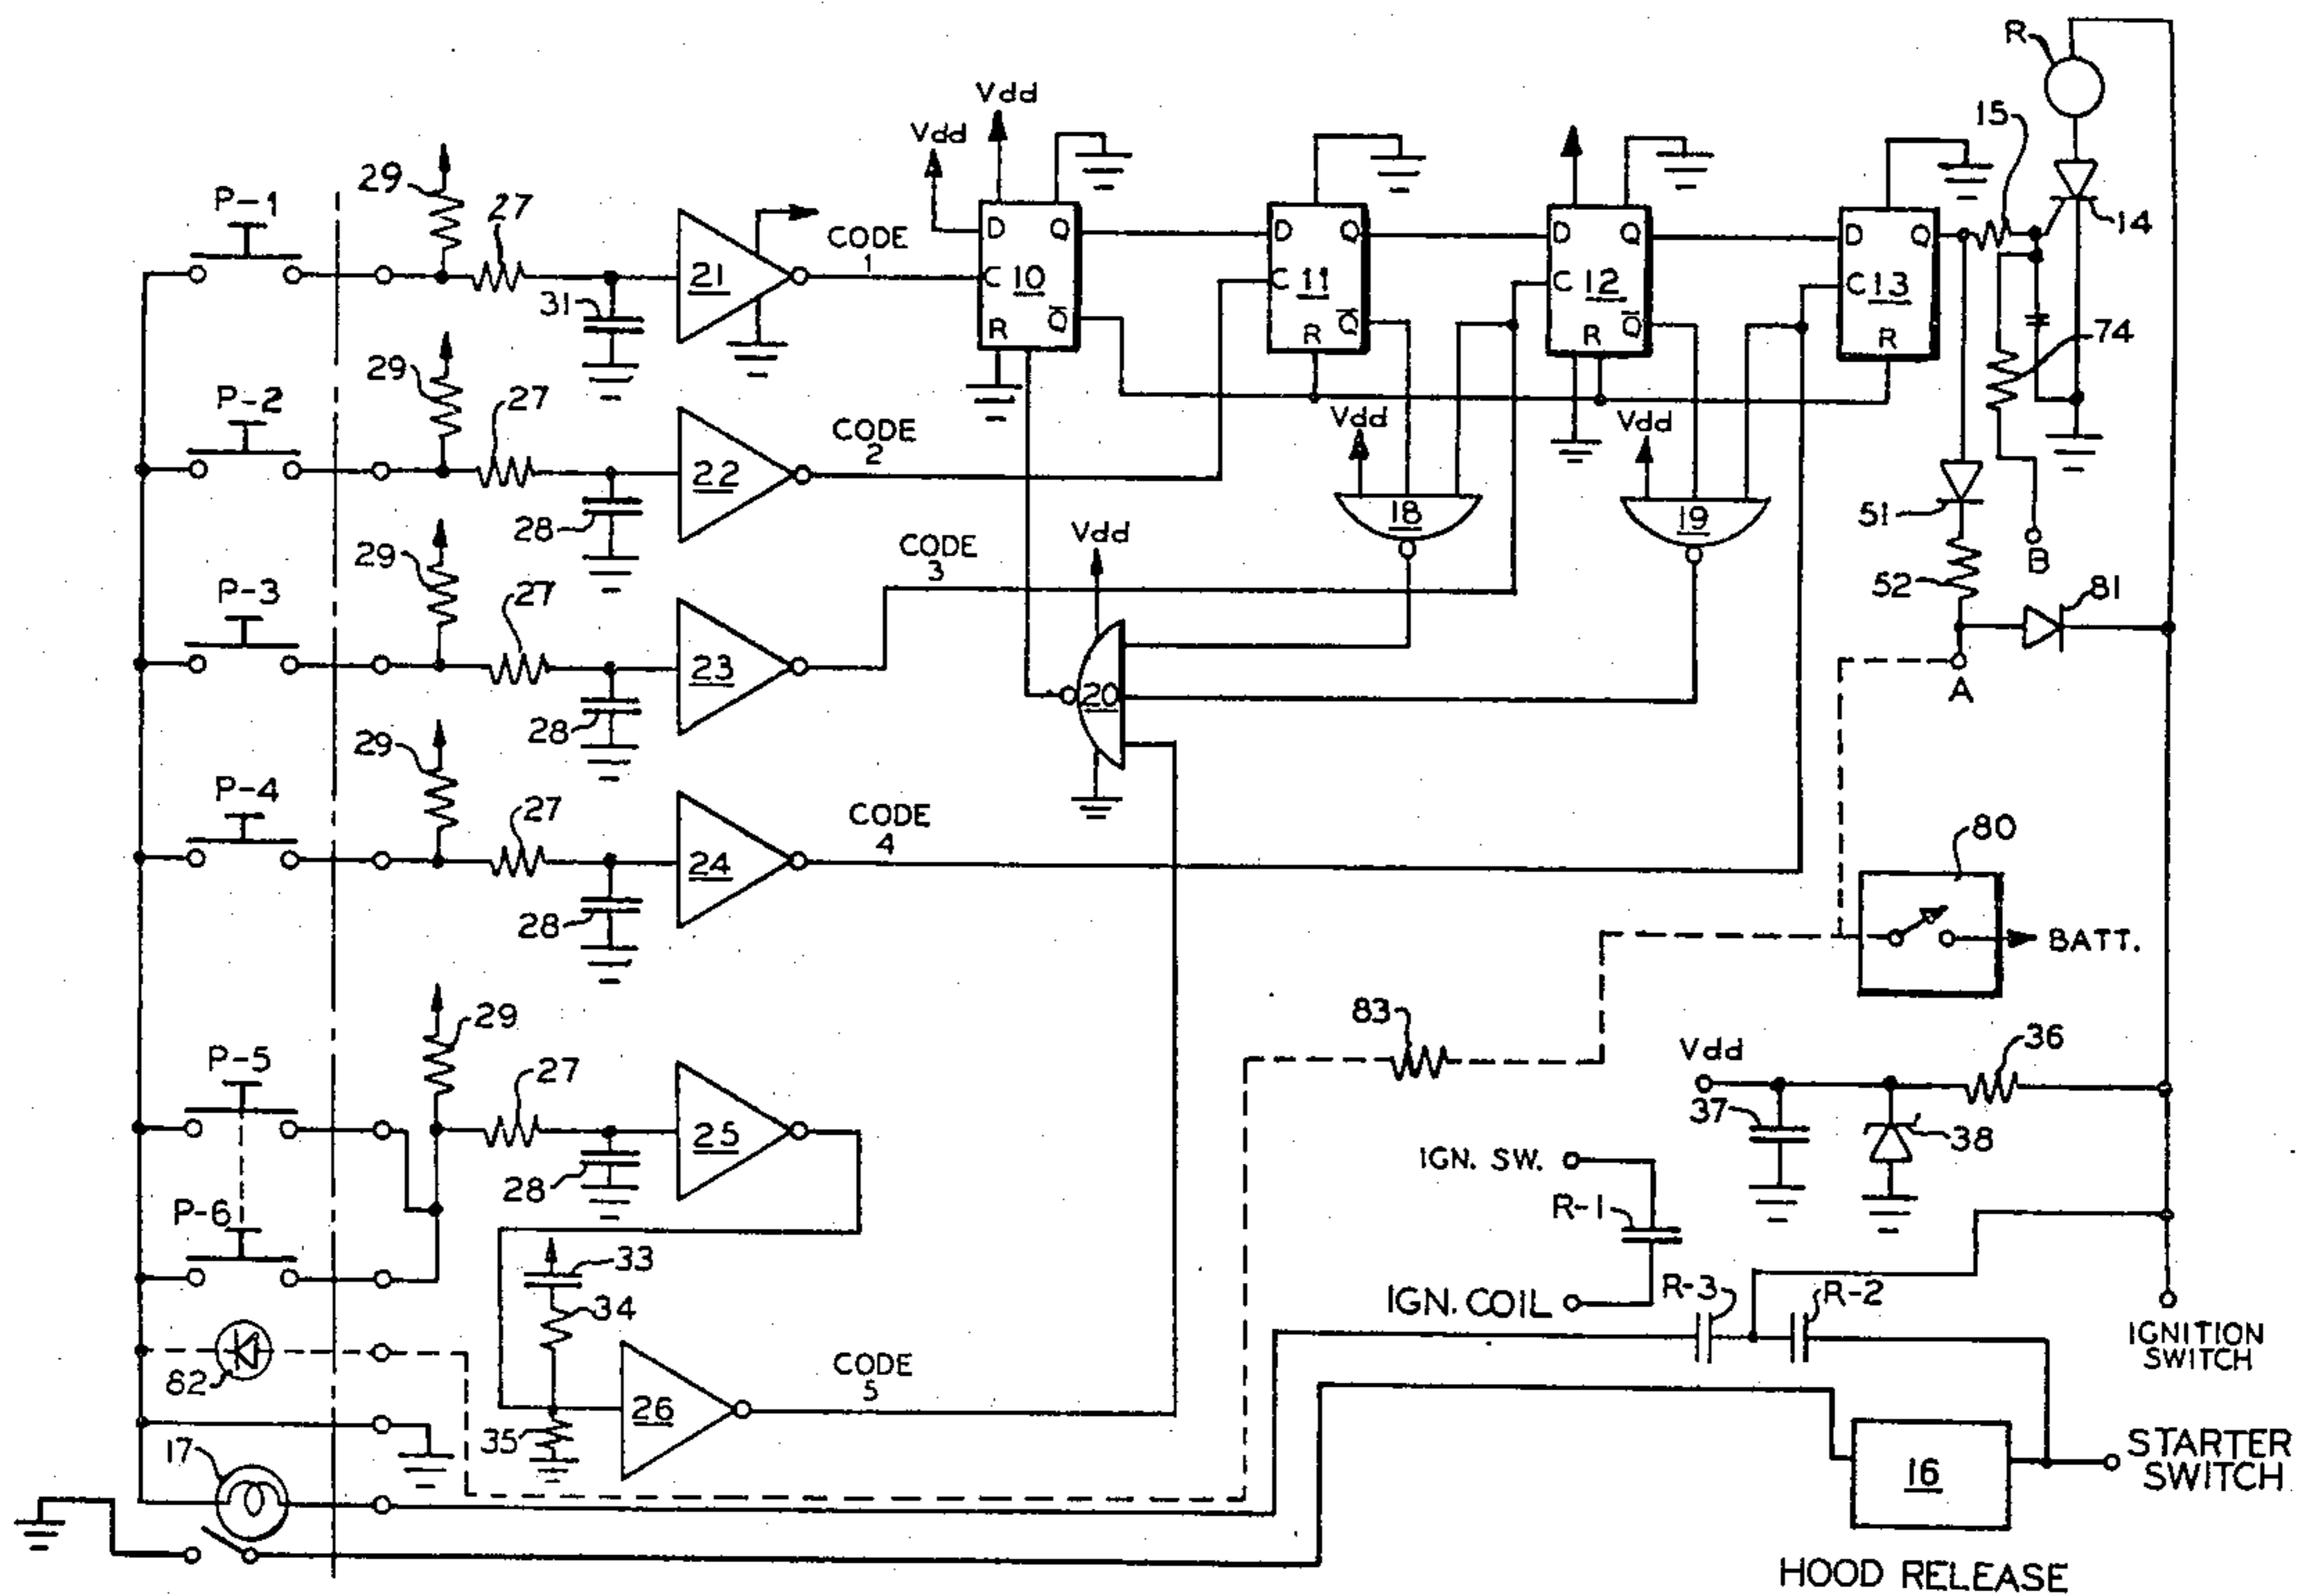 R
15
Vdd
Vdd
29
P-1
27
CODE
1
D Q
C 10
R Q̅
D Q
C 11
R Q̅
D Q
C 12
R Q̅
D Q
C 13
R
14
21
31
74
29
P-2
27
CODE
2
22
28
Vdd
Vdd
18
19
51
B
52
81
A
29
P-3
27
CODE
3
Vdd
23
20
28
29
P-4
27
CODE
4
24
28
80
BATT.
29
P-5
27
25
28
83
Vdd
36
37
38
IGN. SW.
R-1
P-6
33
34
IGN. COIL
R-3
R-2
IGNITION
SWITCH
82
CODE
5
26
35
17
16
STARTER
SWITCH
HOOD RELEASE